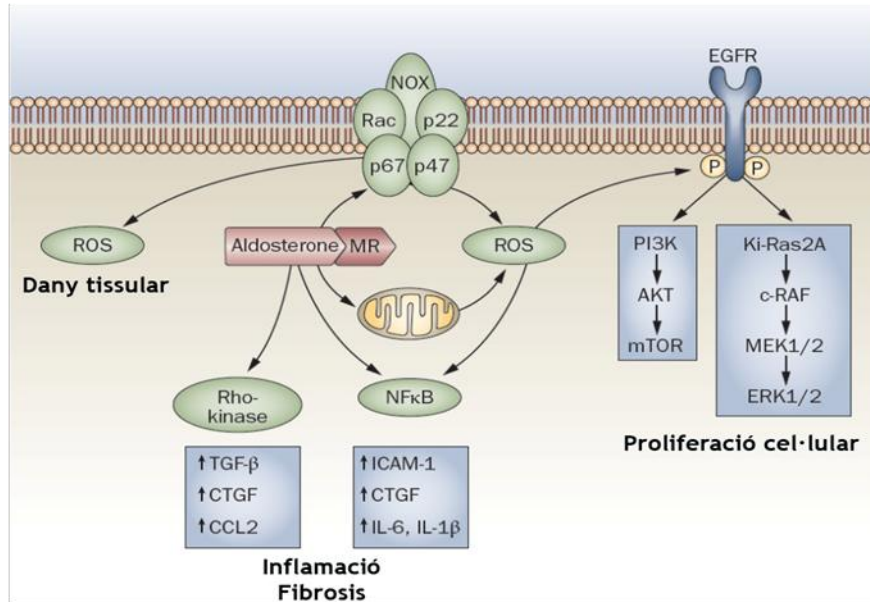 EGFR
NOX
Rac
p22
p67
p47
P
P
ROS
Dany tissular
Aldosterone
MR
ROS
PI3K
AKT
mTOR
Ki-Ras2A
c-RAF
MEK1/2
ERK1/2
Proliferació cel·lular
Rho-
kinase
NFκB
↑TGF-β
↑CTGF
↑CCL2
↑ICAM-1
↑CTGF
↑IL-6, IL-1β
Inflamació
Fibrosis